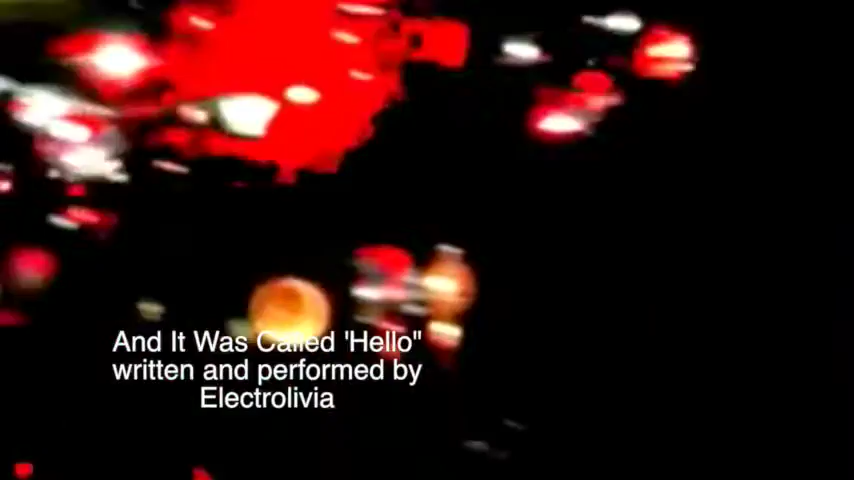 And It Was Called 'Hello"
written and performed by
Electrolivia